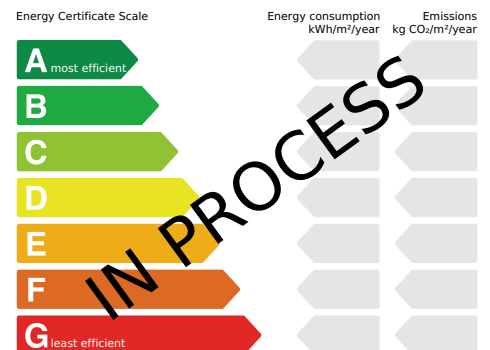 Energy Certificate Scale
Energy consumption
kWh/m²/year
Emissions
kg CO₂/m²/year
A most efficient
B
C
D
E
F
G least efficient
IN PROCESS